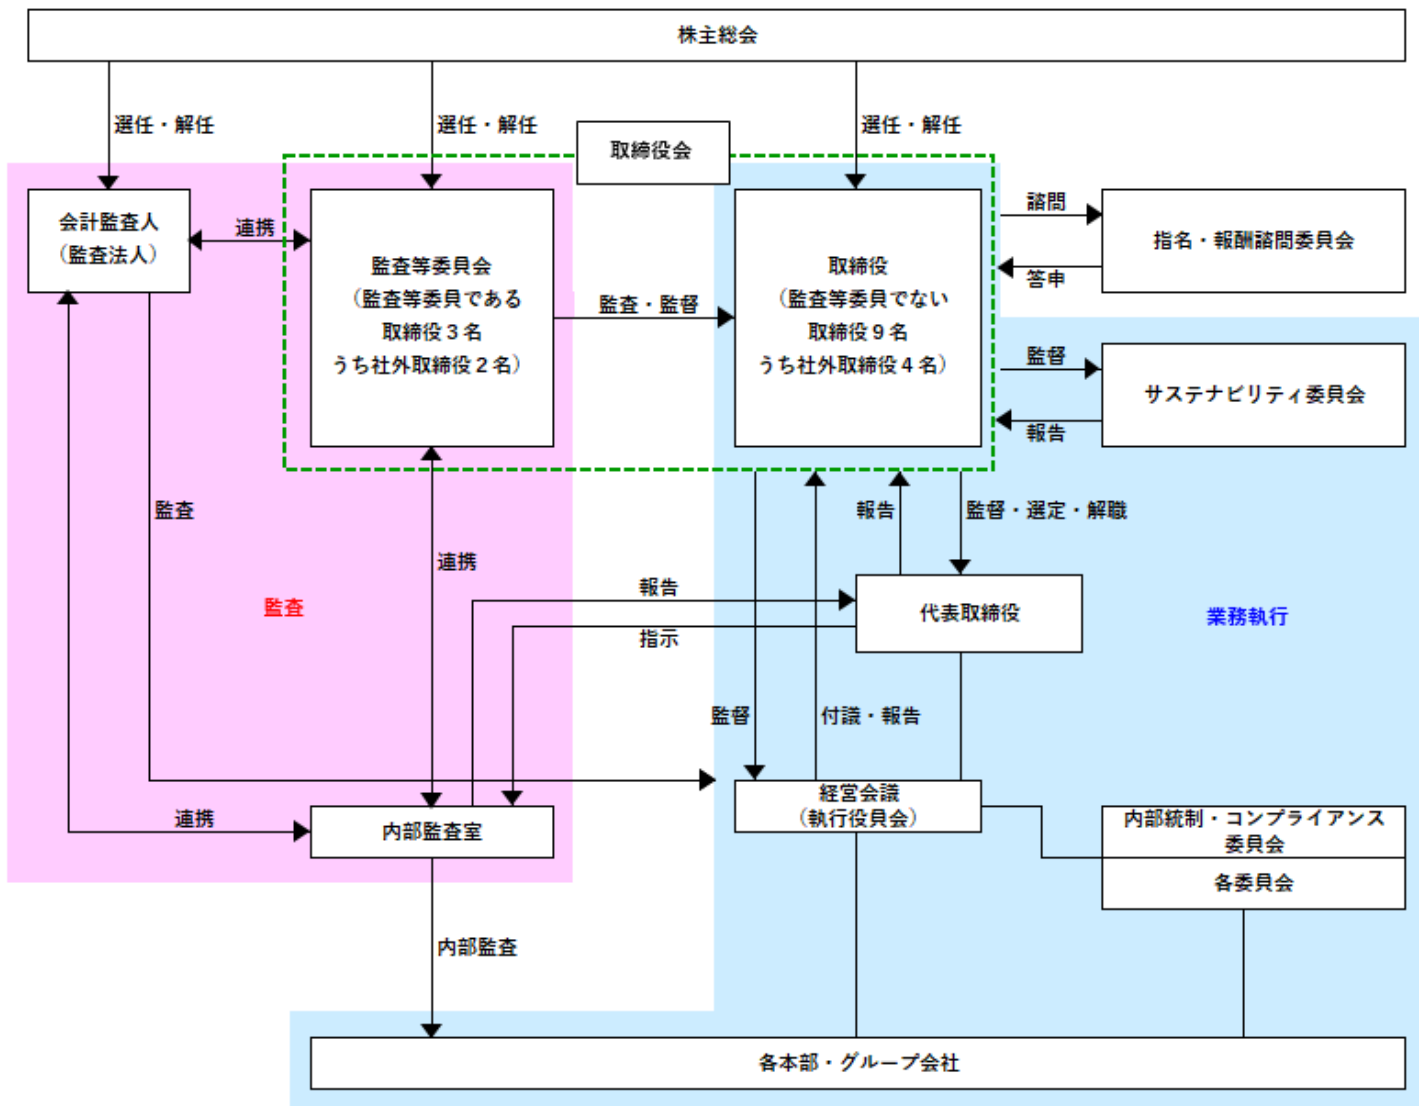 株主総会
選任・解任
選任・解任
選任・解任
取締役会
会計監査人
（監査法人）
連携
監査等委員会
（監査等委員である
取締役３名
うち社外取締役２名）
監査・監督
取締役
（監査等委員でない
取締役９名
うち社外取締役４名）
諮問
答申
指名・報酬諮問委員会
監督
報告
サステナビリティ委員会
監査
連携
報告
監督・選定・解職
監査
報告
指示
代表取締役
業務執行
監督
付議・報告
連携
内部監査室
経営会議
（執行役員会）
内部統制・コンプライアンス
委員会
各委員会
内部監査
各本部・グループ会社